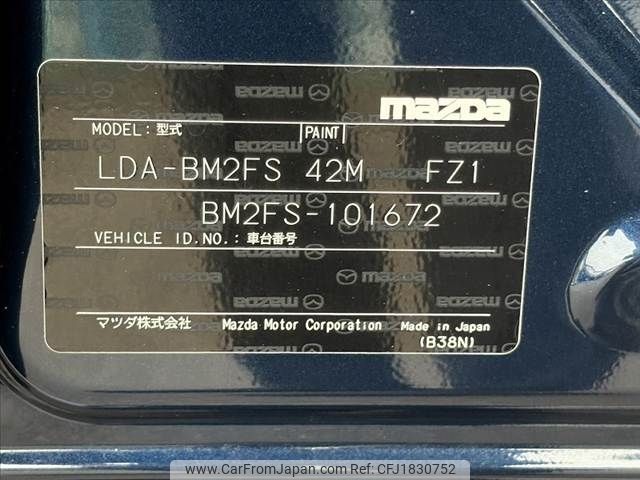 mazda
MODEL: 型式 PAINT
LDA-BM2FS 42M FZ1
BM2FS-101672
VEHICLE ID.NO.: 車台番号
マツダ株式会社 Mazda Motor Corporation Made in Japan
(B38N)
www.CarFromJapan.com - CFJ1830752